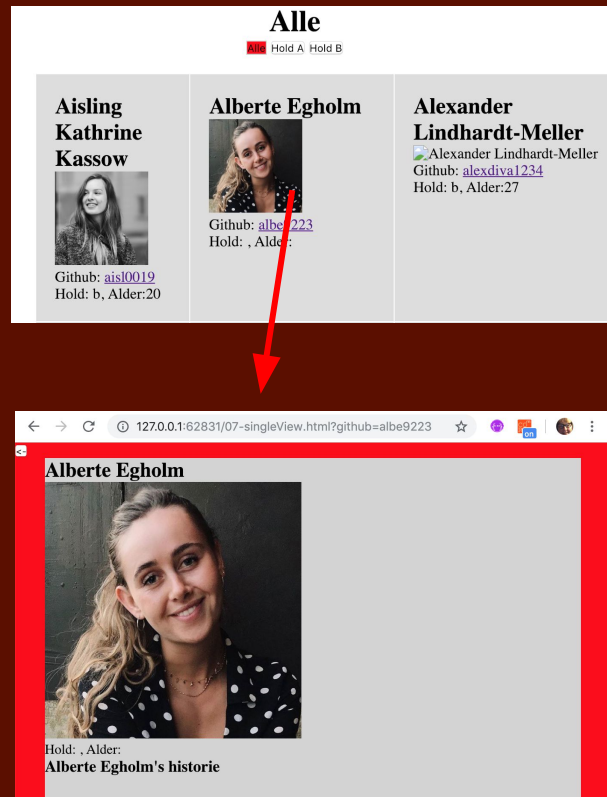 Alle
Alle Hold A Hold B
Aisling
Kathrine
Kassow
Github: aisl0019
Hold: b, Alder:20
Alberte Egholm
Github: albe9223
Hold: , Alder:
Alexander
Lindhardt-Meller
Alexander Lindhardt-Meller
Github: alexdiva1234
Hold: b, Alder:27
127.0.0.1:62831/07-singleView.html?github=albe9223
on
<-
Alberte Egholm
Hold: , Alder:
Alberte Egholm's historie